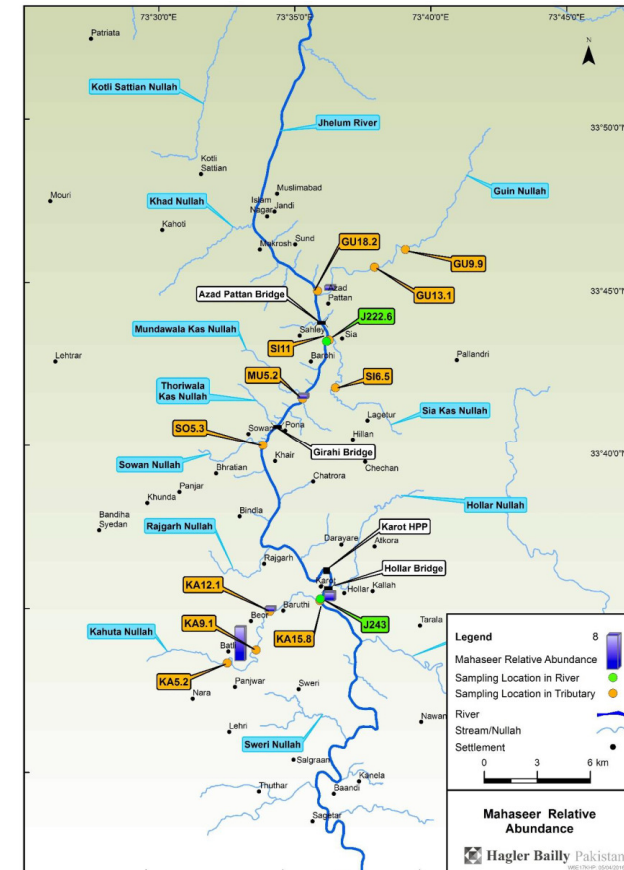 73°30'0"E
73°35'0"E
73°40'0"E
73°45'0"E
Patriata
N
Kotli Sattian Nullah
Jhelum River
33°50'0"N
Kotli
Sattian
Guin Nullah
Mouri
Muslimabad
Islam
Nagar
Jandi
Khad Nullah
Kahoti
Makrosh
Sund
GU18.2
GU9.9
Azad
Pattan
GU13.1
33°45'0"N
Azad Pattan Bridge
J222.6
Mundawala Kas Nullah
Sahley
Sia
SI11
Barohi
Lehtrar
Pallandri
MU5.2
SI6.5
Thoriwala
Kas Nullah
Lagetur
Sia Kas Nullah
SO5.3
Sowan
Pona
Hillan
Girahi Bridge
33°40'0"N
Sowan Nullah
Khair
Chechan
Bhratian
Chatrora
Panjar
Khunda
Hollar Nullah
Bandiha
Syedan
Bindla
Karot HPP
Rajgarh Nullah
Darayare
Atkora
Rajgarh
Hollar Bridge
KA12.1
Karot
Hollar
Kallah
Baruthi
Beor
J243
KA9.1
KA15.8
Tarala
Kahuta Nullah
Batli
KA5.2
Panjwar
Sweri
Nara
Nawan
Lehri
Sweri Nullah
Salgraan
Kanela
Thuthar
Baandi
Sagetar
Legend
8
Mahaseer Relative Abundance
Sampling Location in River
Sampling Location in Tributary
River
Stream/Nullah
Settlement
0 3 6 km
Mahaseer Relative
Abundance
Hagler Bailly Pakistan